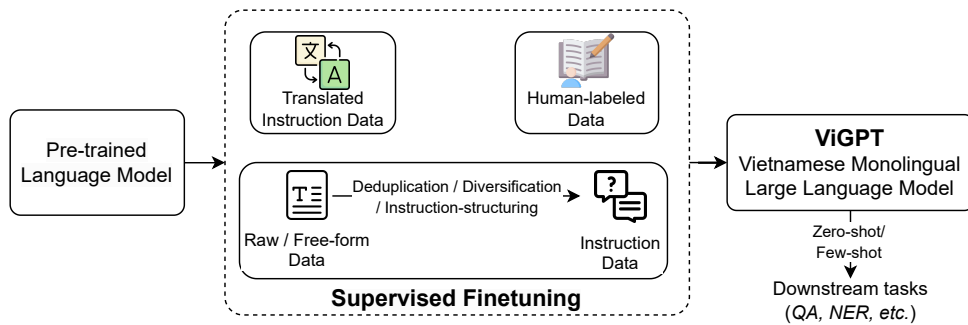 Pre-trained
Language Model
文
A
Translated
Instruction Data
Human-labeled
Data
T
Raw / Free-form
Data
Deduplication / Diversification
/ Instruction-structuring
?
Instruction
Data
Supervised Finetuning
ViGPT
Vietnamese Monolingual
Large Language Model
Zero-shot/
Few-shot
Downstream tasks
(QA, NER, etc.)